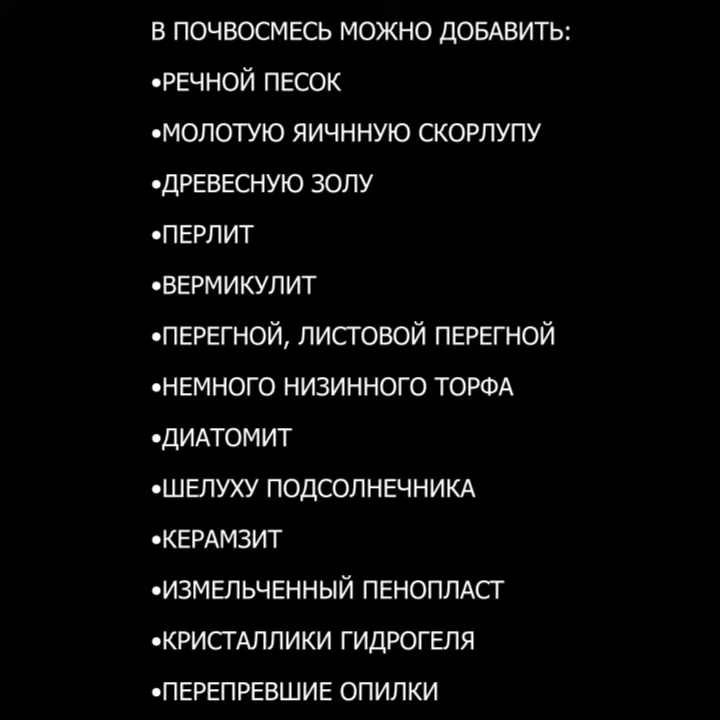 В ПОЧВОСМЕСЬ МОЖНО ДОБАВИТЬ:
•РЕЧНОЙ ПЕСОК
•МОЛОТУЮ ЯИЧННУЮ СКОРЛУПУ
•ДРЕВЕСНУЮ ЗОЛУ
•ПЕРЛИТ
•ВЕРМИКУЛИТ
•ПЕРЕГНОЙ, ЛИСТОВОЙ ПЕРЕГНОЙ
•НЕМНОГО НИЗИННОГО ТОРФА
•ДИАТОМИТ
•ШЕЛУХУ ПОДСОЛНЕЧНИКА
•КЕРАМЗИТ
•ИЗМЕЛЬЧЕННЫЙ ПЕНОПЛАСТ
•КРИСТАЛЛИКИ ГИДРОГЕЛЯ
•ПЕРЕПРЕВШИЕ ОПИЛКИ